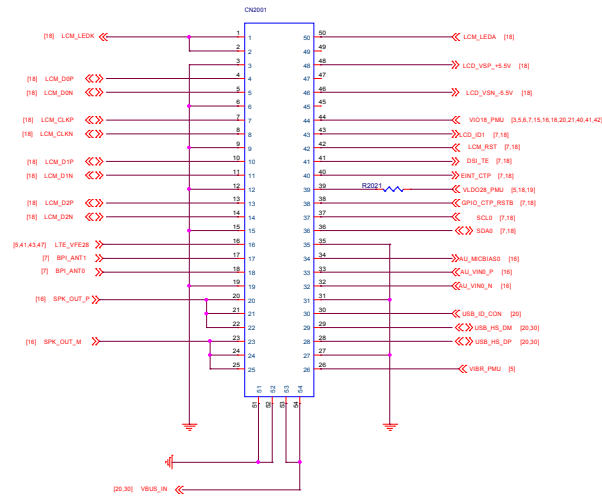 CN2001
[18] LCM_LEDK 1 1 50 50 LCM_LEDA [18]
2 2 49 49
3 3 48 48 LCD_VSP_+5.5V [18]
[18] LCM_D0P 4 4 47 47
[18] LCM_D0N 5 5 46 46 LCD_VSN_-5.5V [18]
6 6 45 45
[18] LCM_CLKP 7 7 44 44 VIO18_PMU [3,5,6,7,15,16,18,20,21,40,41,42]
[18] LCM_CLKN 8 8 43 43 LCD_ID1 [7,18]
9 9 42 42 LCM_RST [7,18]
[18] LCM_D1P 10 10 41 41 DSI_TE [7,18]
[18] LCM_D1N 11 11 40 40 EINT_CTP [7,18]
12 12 39 39 R2021 VLDO28_PMU [5,18,19]
[18] LCM_D2P 13 13 38 38 GPIO_CTP_RSTB [7,18]
[18] LCM_D2N 14 14 37 37 SCL0 [7,18]
15 15 36 36 SDA0 [7,18]
[5,41,43,47] LTE_VFE28 16 16 35 35
[7] BPI_ANT1 17 17 34 34 AU_MICBIAS0 [16]
[7] BPI_ANT0 18 18 33 33 AU_VIN0_P [16]
19 19 32 32 AU_VIN0_N [16]
[16] SPK_OUT_P 20 20 31 31
21 21 30 30 USB_ID_CON [20]
22 22 29 29 USB_HS_DM [20,30]
[16] SPK_OUT_M 23 23 28 28 USB_HS_DP [20,30]
24 24 27 27
25 25 26 26 VIBR_PMU [5]
51 52 53 54
51 52 53 54
[20,30] VBUS_IN